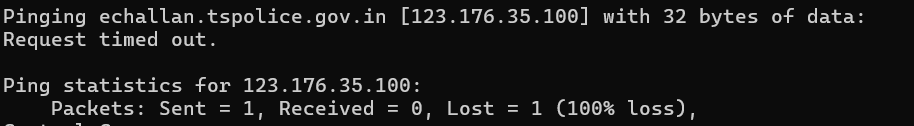 Pinging echallan.tspolice.gov.in [123.176.35.100] with 32 bytes of data:
Request timed out.
Ping statistics for 123.176.35.100:
Packets: Sent = 1, Received = 0, Lost = 1 (100% loss),